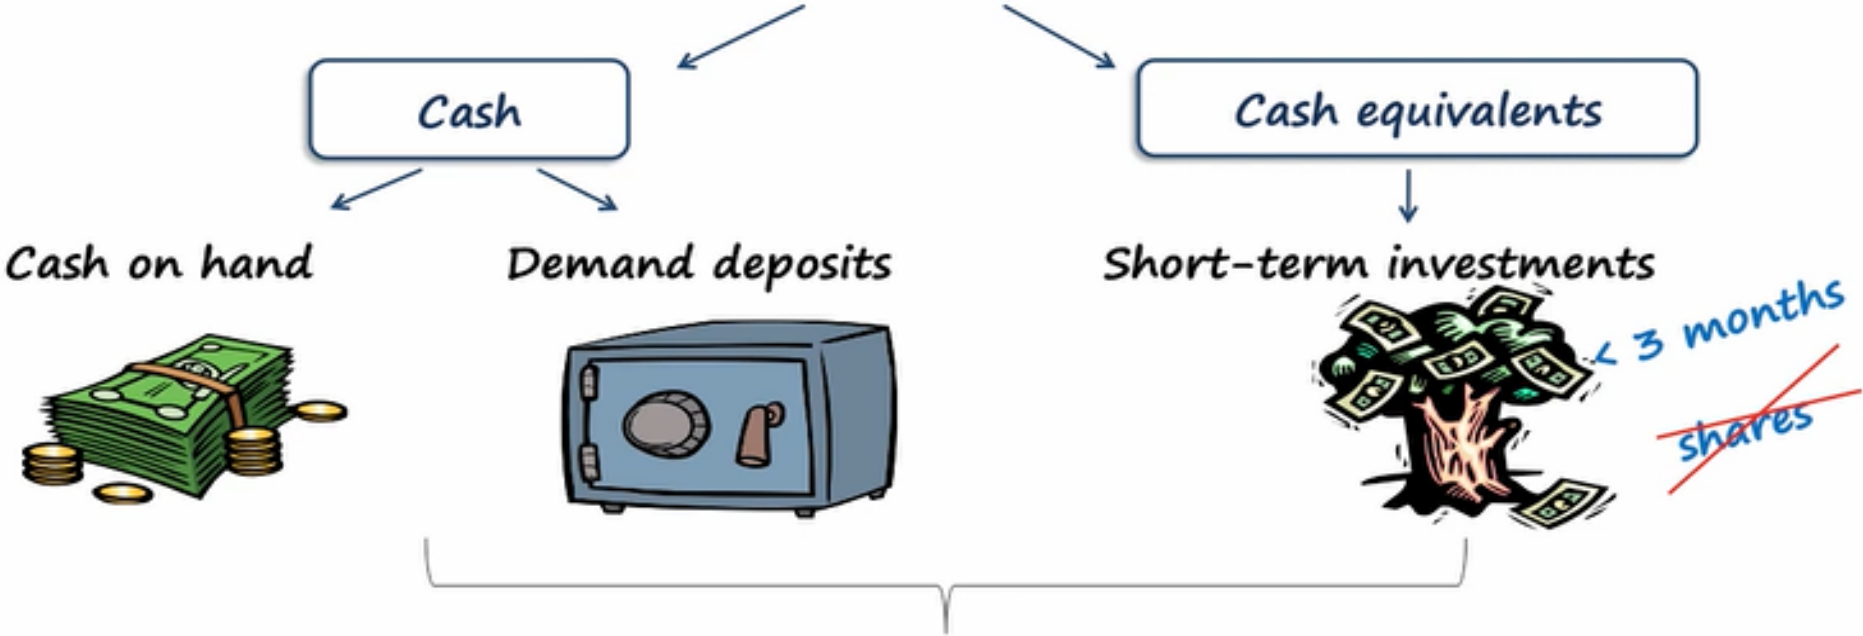 Cash
Cash equivalents
Cash on hand
Demand deposits
Short-term investments
< 3 months
shares